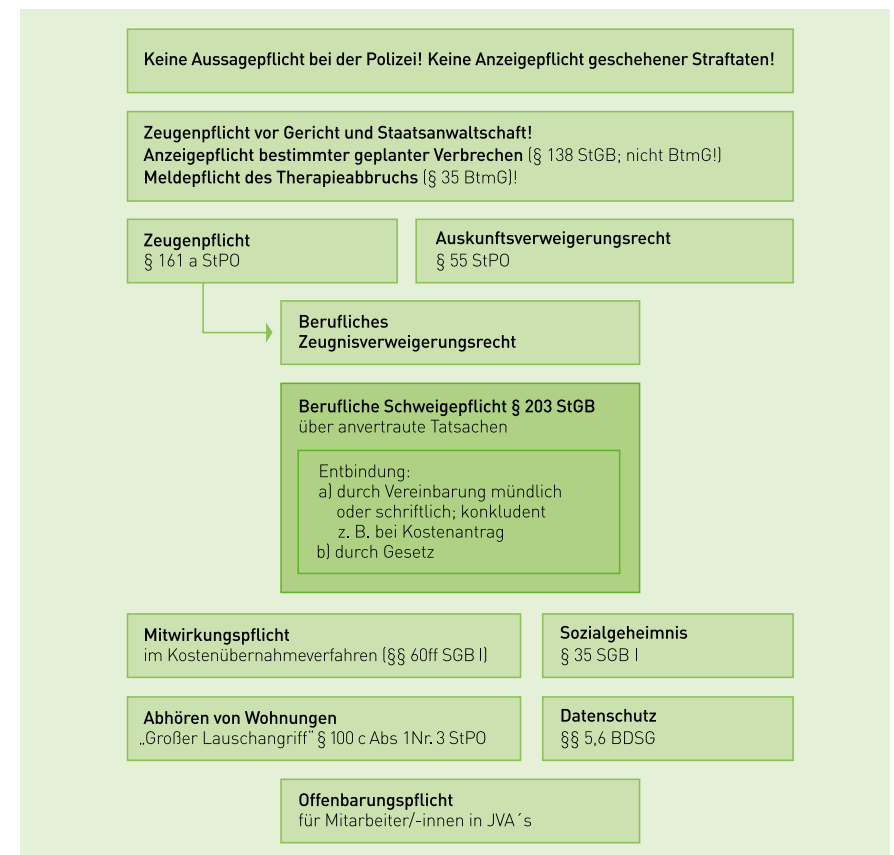 Keine Aussagepflicht bei der Polizei! Keine Anzeigepflicht geschehener Straftaten!
Zeugenpflicht vor Gericht und Staatsanwaltschaft!
Anzeigepflicht bestimmter geplanter Verbrechen (§ 138 StGB; nicht BtmG!)
Meldepflicht des Therapieabbruchs (§ 35 BtmG)!
Zeugenpflicht
§ 161 a StPO
Auskunftsverweigerungsrecht
§ 55 StPO
Berufliches
Zeugnisverweigerungsrecht
Berufliche Schweigepflicht § 203 StGB
über anvertraute Tatsachen
Entbindung:
a) durch Vereinbarung mündlich
oder schriftlich; konkludent
z. B. bei Kostenantrag
b) durch Gesetz
Mitwirkungspflicht
im Kostenübernahmeverfahren (§§ 60ff SGB I)
Sozialgeheimnis
§ 35 SGB I
Abhören von Wohnungen
„Großer Lauschangriff" § 100 c Abs 1Nr. 3 StPO
Datenschutz
§§ 5,6 BDSG
Offenbarungspflicht
für Mitarbeiter/-innen in JVA´s